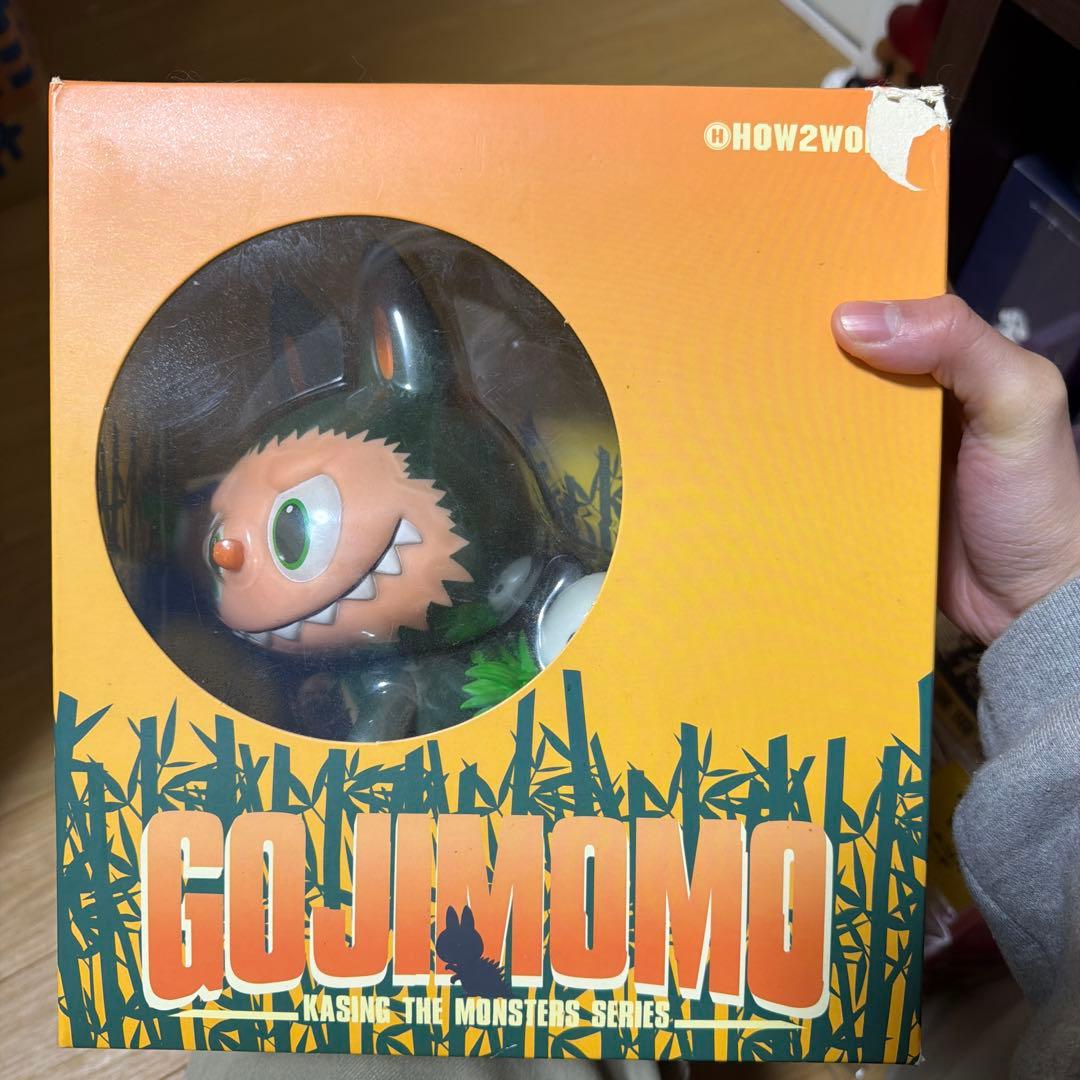 HOW2WO
GOJIMOMO
KASING THE MONSTERS SERIES